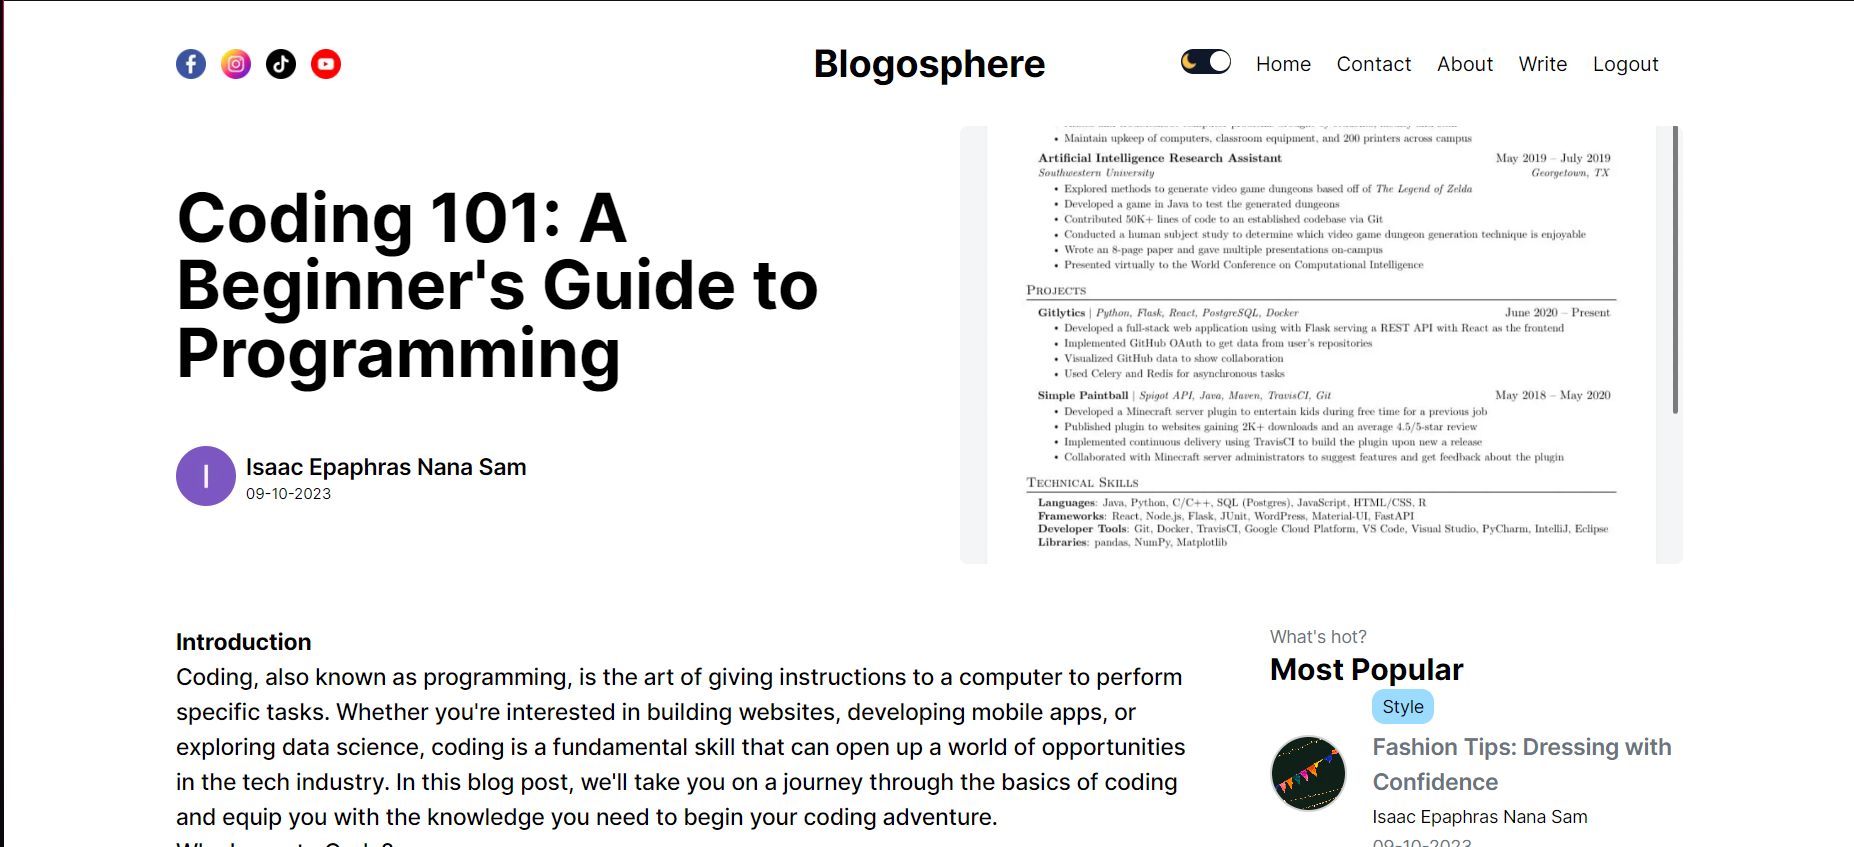 Blogosphere
Home Contact About Write Logout
Coding 101: A
Beginner's Guide to
Programming
I
Isaac Epaphras Nana Sam
09-10-2023
• Maintain upkeep of computers, classroom equipment, and 200 printers across campus
Artificial Intelligence Research Assistant May 2019 – July 2019
Southwestern University Georgetown, TX
• Explored methods to generate video game dungeons based off of The Legend of Zelda
• Developed a game in Java to test the generated dungeons
• Contributed 50K+ lines of code to an established codebase via Git
• Conducted a human subject study to determine which video game dungeon generation technique is enjoyable
• Wrote an 8-page paper and gave multiple presentations on-campus
• Presented virtually to the World Conference on Computational Intelligence
Projects
Gitlytics | Python, Flask, React, PostgreSQL, Docker June 2020 – Present
• Developed a full-stack web application using with Flask serving a REST API with React as the frontend
• Implemented GitHub OAuth to get data from user's repositories
• Visualized GitHub data to show collaboration
• Used Celery and Redis for asynchronous tasks
Simple Paintball | Spigot API, Java, Maven, TravisCI, Git May 2018 – May 2020
• Developed a Minecraft server plugin to entertain kids during free time for a previous job
• Published plugin to websites gaining 2K+ downloads and an average 4.5/5-star review
• Implemented continuous delivery using TravisCI to build the plugin upon new a release
• Collaborated with Minecraft server administrators to suggest features and get feedback about the plugin
Technical Skills
Languages: Java, Python, C/C++, SQL (Postgres), JavaScript, HTML/CSS, R
Frameworks: React, Node.js, Flask, JUnit, WordPress, Material-UI, FastAPI
Developer Tools: Git, Docker, TravisCI, Google Cloud Platform, VS Code, Visual Studio, PyCharm, IntelliJ, Eclipse
Libraries: pandas, NumPy, Matplotlib
Introduction
Coding, also known as programming, is the art of giving instructions to a computer to perform
specific tasks. Whether you're interested in building websites, developing mobile apps, or
exploring data science, coding is a fundamental skill that can open up a world of opportunities
in the tech industry. In this blog post, we'll take you on a journey through the basics of coding
and equip you with the knowledge you need to begin your coding adventure.
What's hot?
Most Popular
Style
Fashion Tips: Dressing with
Confidence
Isaac Epaphras Nana Sam
09-10-2023